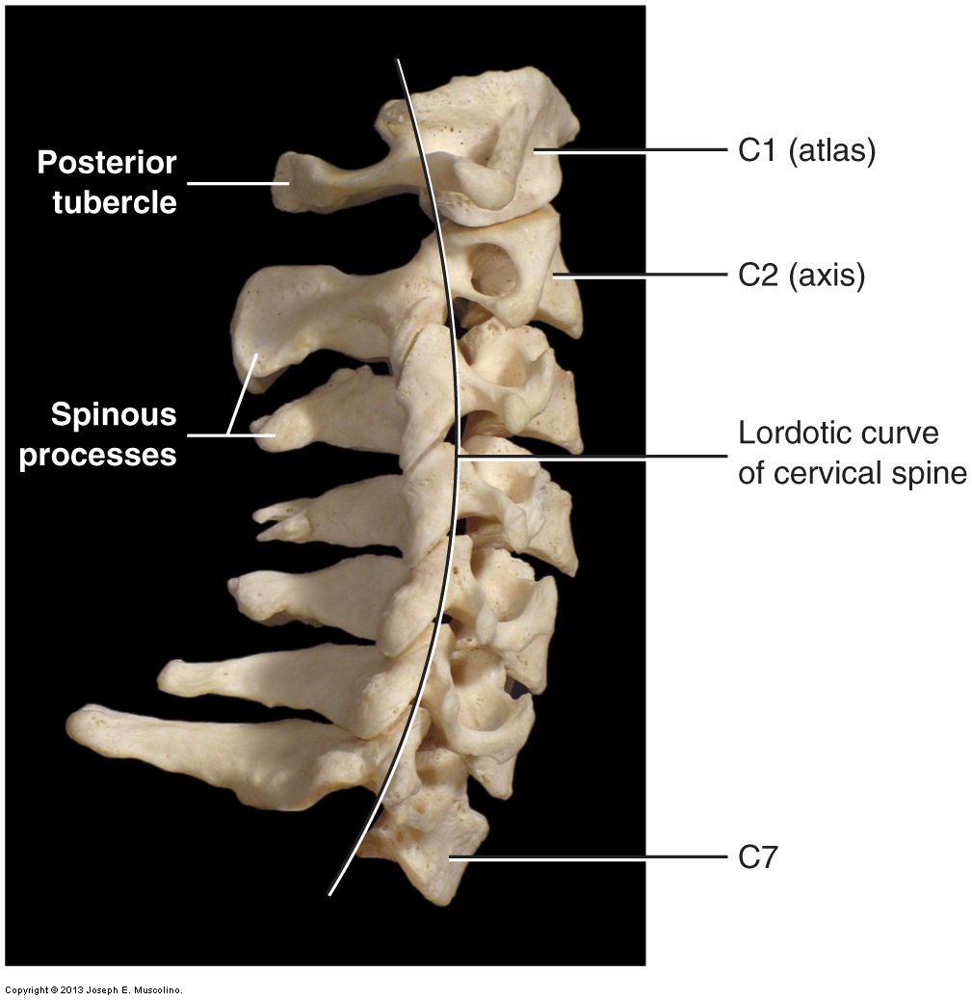 Posterior
tubercle
Spinous
processes
C1 (atlas)
C2 (axis)
Lordotic curve
of cervical spine
C7
Copyright © 2013 Joseph E. Muscolino.